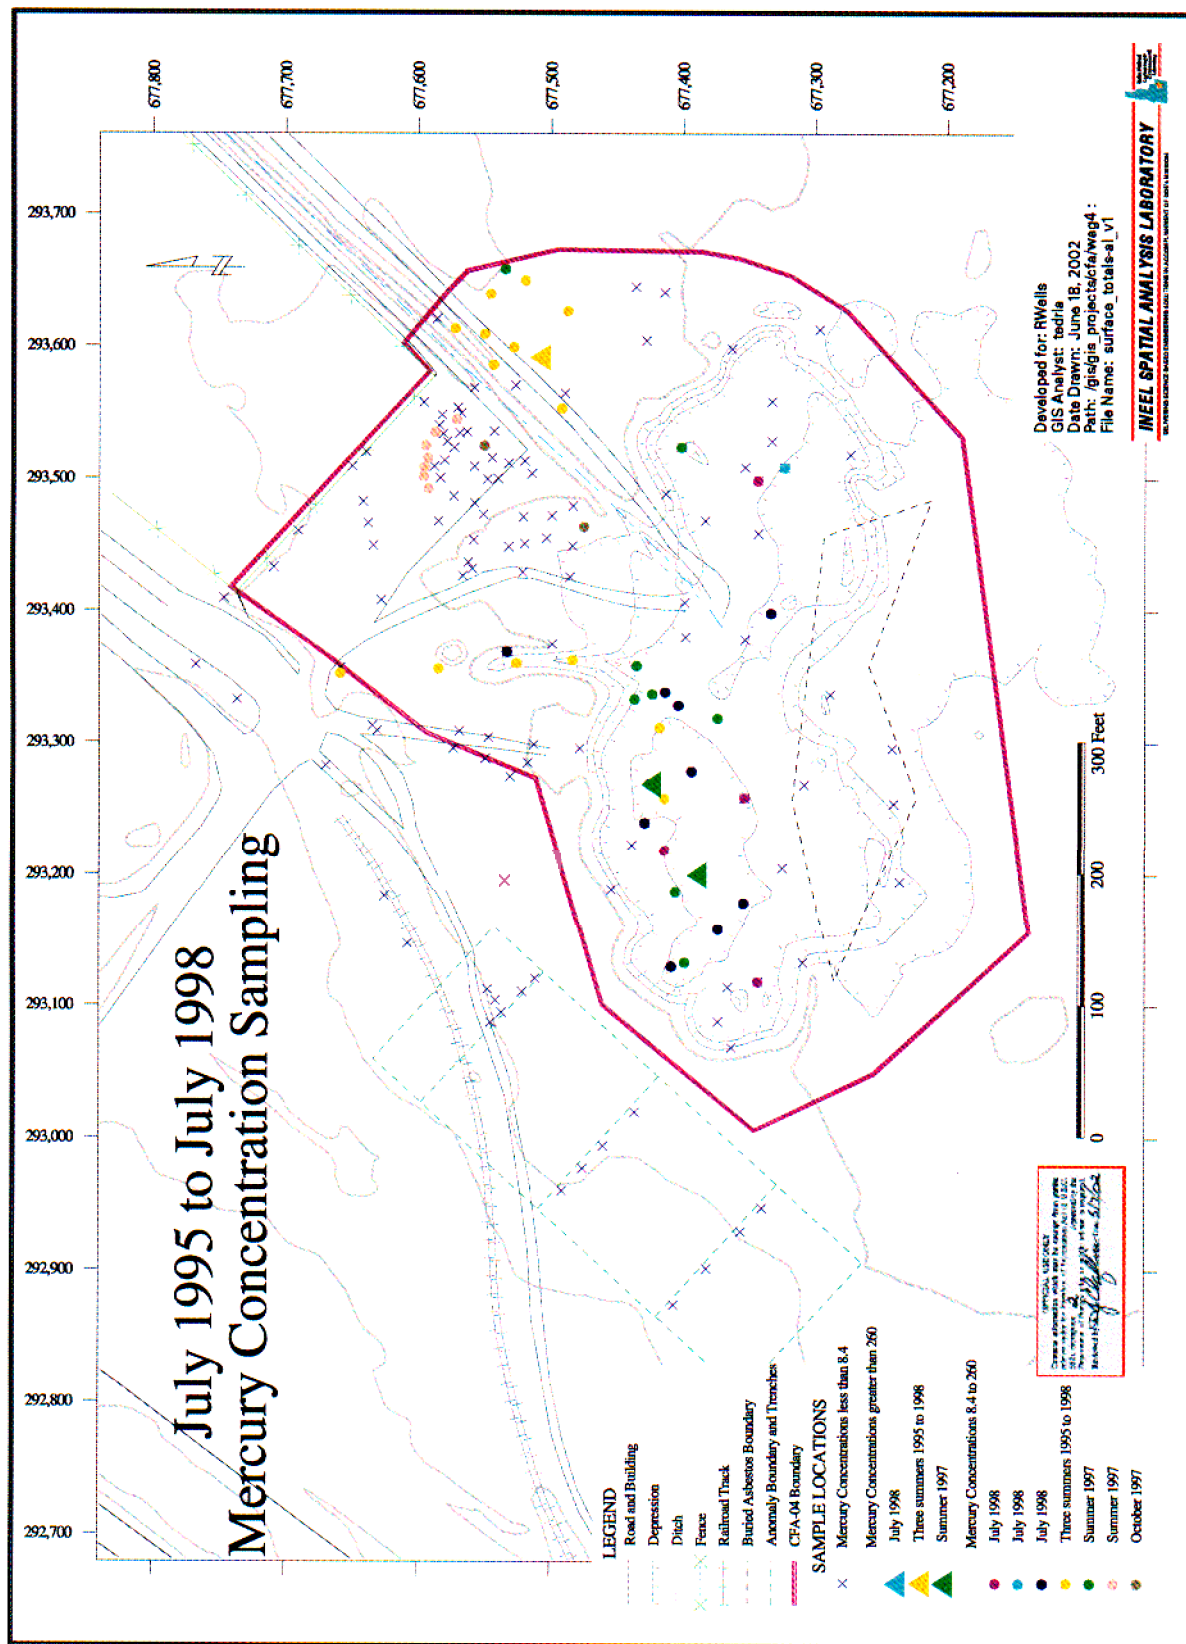 July 1995 to July 1998
Mercury Concentration Sampling
292,700
292,800
292,900
293,000
293,100
293,200
293,300
293,400
293,500
293,600
293,700
677,800
677,700
677,600
677,500
677,400
677,300
677,200
N
LEGEND
Road and Building
Depression
Ditch
Fence
Railroad Track
Buried Asbestos Boundary
Anomaly Boundary and Trenches
CFA-04 Boundary
SAMPLE LOCATIONS
Mercury Concentrations less than 8.4
Mercury Concentrations greater than 260
July 1998
Three summers 1995 to 1998
Summer 1997
Mercury Concentrations 8.4 to 260
July 1998
July 1998
July 1998
Three summers 1995 to 1998
Summer 1997
Summer 1997
October 1997
OFFICIAL USE ONLY
0 100 200 300 Feet
Developed for: RWells
GIS Analyst: tedria
Date Drawn: June 18, 2002
Path: /gis/gis_projects/cfa/wag4 :
File Name: surface_totals-al_v1
INEEL SPATIAL ANALYSIS LABORATORY